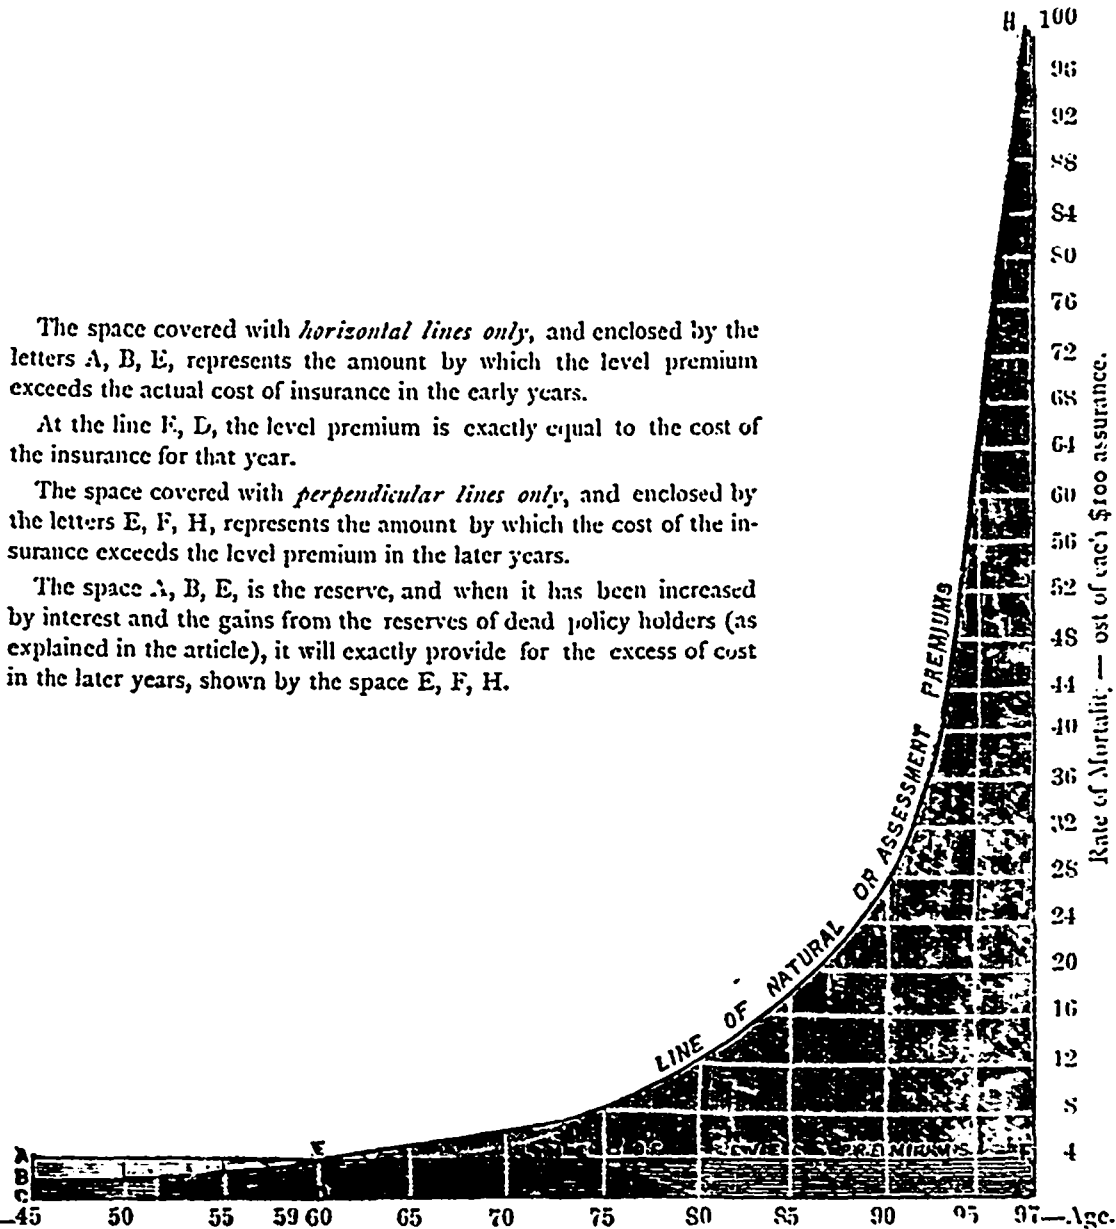 H 100
96
92
88
84
80
76
72
68
64
60
56
52
48
44
40
36
32
28
24
20
16
12
8
4
Rate of Mortality — ost of each $100 assurance.
The space covered with horizontal lines only, and enclosed by the
letters A, B, E, represents the amount by which the level premium
exceeds the actual cost of insurance in the early years.
At the line E, D, the level premium is exactly equal to the cost of
the insurance for that year.
The space covered with perpendicular lines only, and enclosed by
the letters E, F, H, represents the amount by which the cost of the in-
surance exceeds the level premium in the later years.
The space A, B, E, is the reserve, and when it has been increased
by interest and the gains from the reserves of dead policy holders (as
explained in the article), it will exactly provide for the excess of cost
in the later years, shown by the space E, F, H.
LINE OF NATURAL OR ASSESSMENT PREMIUMS
PREMIUMS
A
E
B
C
45 50 55 59 60 65 70 75 80 85 90 95 97—Age